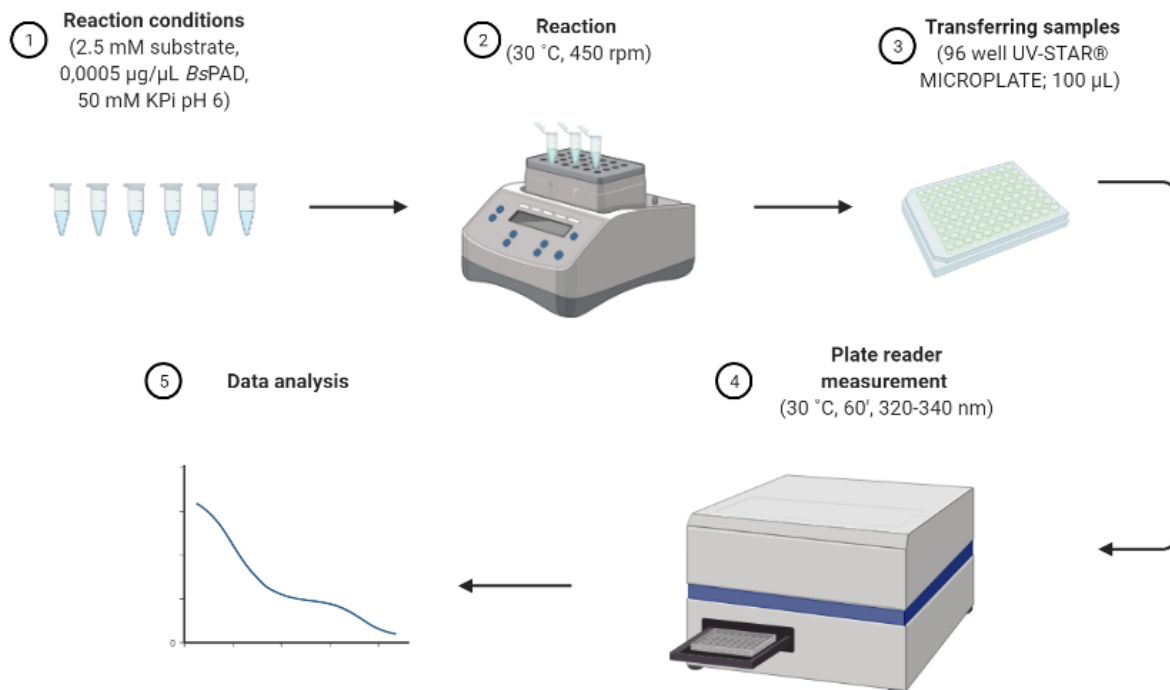 1
Reaction conditions
(2.5 mM substrate,
0,0005 µg/µL BsPAD,
50 mM KPi pH 6)
2
Reaction
(30 ˚C, 450 rpm)
3
Transferring samples
(96 well UV-STAR®
MICROPLATE; 100 µL)
4
Plate reader
measurement
(30 ˚C, 60', 320-340 nm)
5
Data analysis
0